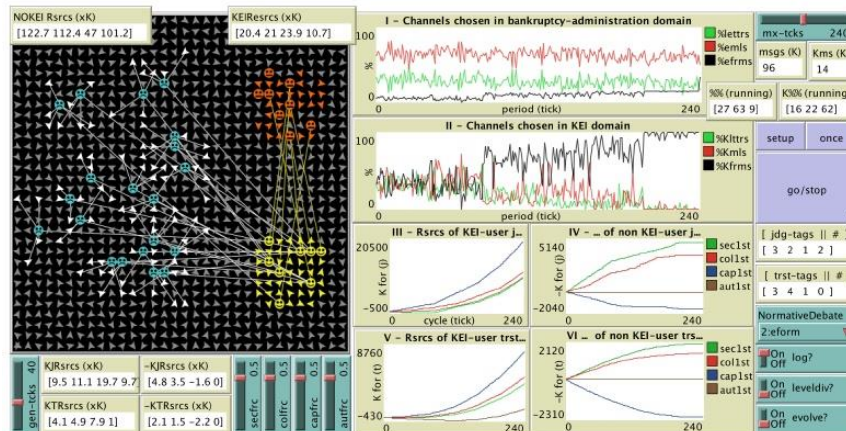 NOKEI Rsrcs (xK)
[122.7 112.4 47 101.2]
KEIResrcs (xK)
[20.4 21 23.9 10.7]
I - Channels chosen in bankruptcy-administration domain
100
%
0
0
period (tick)
240
%lettrs
%emls
%efrms
II - Channels chosen in KEI domain
100
%
0
0
period (tick)
240
%Klttrs
%Kmls
%Kfrms
III - Rsrcs of KEI-user j...
20500
K for (j)
-500
0
cycle (tick)
240
IV - ... of non KEI-user j...
5140
-K for (j)
-2040
0
240
sec1st
col1st
cap1st
aut1st
V - Rsrcs of KEI-user trst...
8760
K for (t)
-430
0
240
VI ... of non KEI-user trs...
2120
-K for (t)
-2310
0
240
sec1st
col1st
cap1st
aut1st
mx-tcks
240
msgs (K)
96
Kms (K)
14
%% (running)
[27 63 9]
K%% (running)
[16 22 62]
setup
once
go/stop
[ jdg-tags || # ]
[ 3 2 1 2 ]
[ trst-tags || # ]
[ 3 4 1 0 ]
NormativeDebate
2:eform
On
Off
log?
On
Off
leveldiv?
On
Off
evolve?
gen-tcks
40
KJRsrcs (xK)
[9.5 11.1 19.7 9.7]
-KJRsrcs (xK)
[4.8 3.5 -1.6 0]
KTRsrcs (xK)
[4.1 4.9 7.9 1]
-KTRsrcs (xK)
[2.1 1.5 -2.2 0]
secfrc
0.5
colfrc
0.5
capfrc
0.5
autfrc
0.5